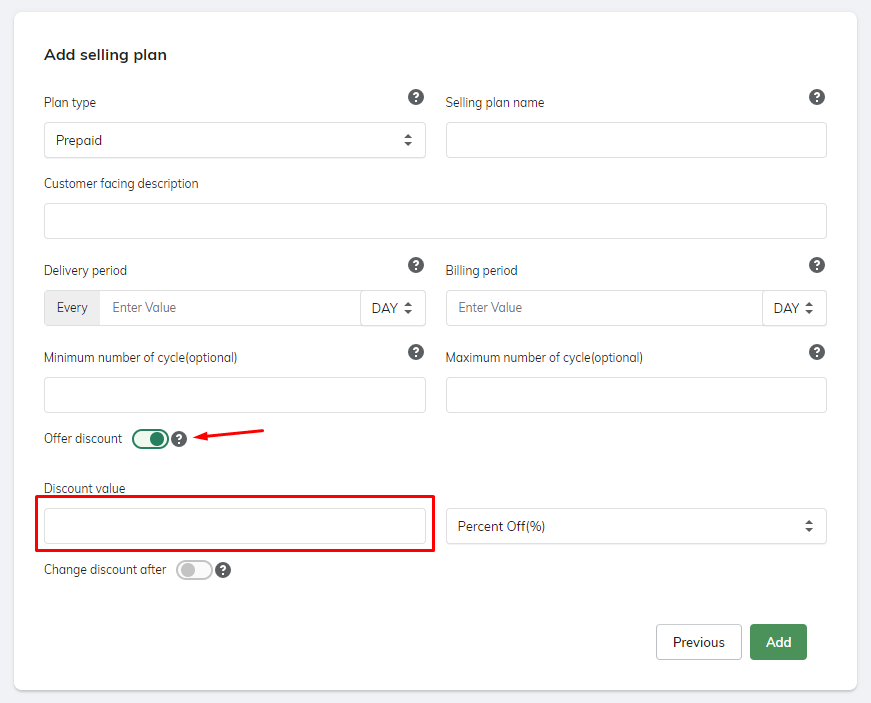 Add selling plan
Plan type ? Selling plan name ?
Prepaid
Customer facing description
Delivery period ? Billing period ?
Every Enter Value DAY Enter Value DAY
Minimum number of cycle(optional) ? Maximum number of cycle(optional) ?
Offer discount ?
Discount value
Percent Off(%)
Change discount after ?
Previous Add